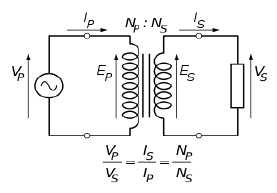 I_P N_P : N_S I_S
V_P E_P E_S V_S
V_P/V_S = I_S/I_P = N_P/N_S